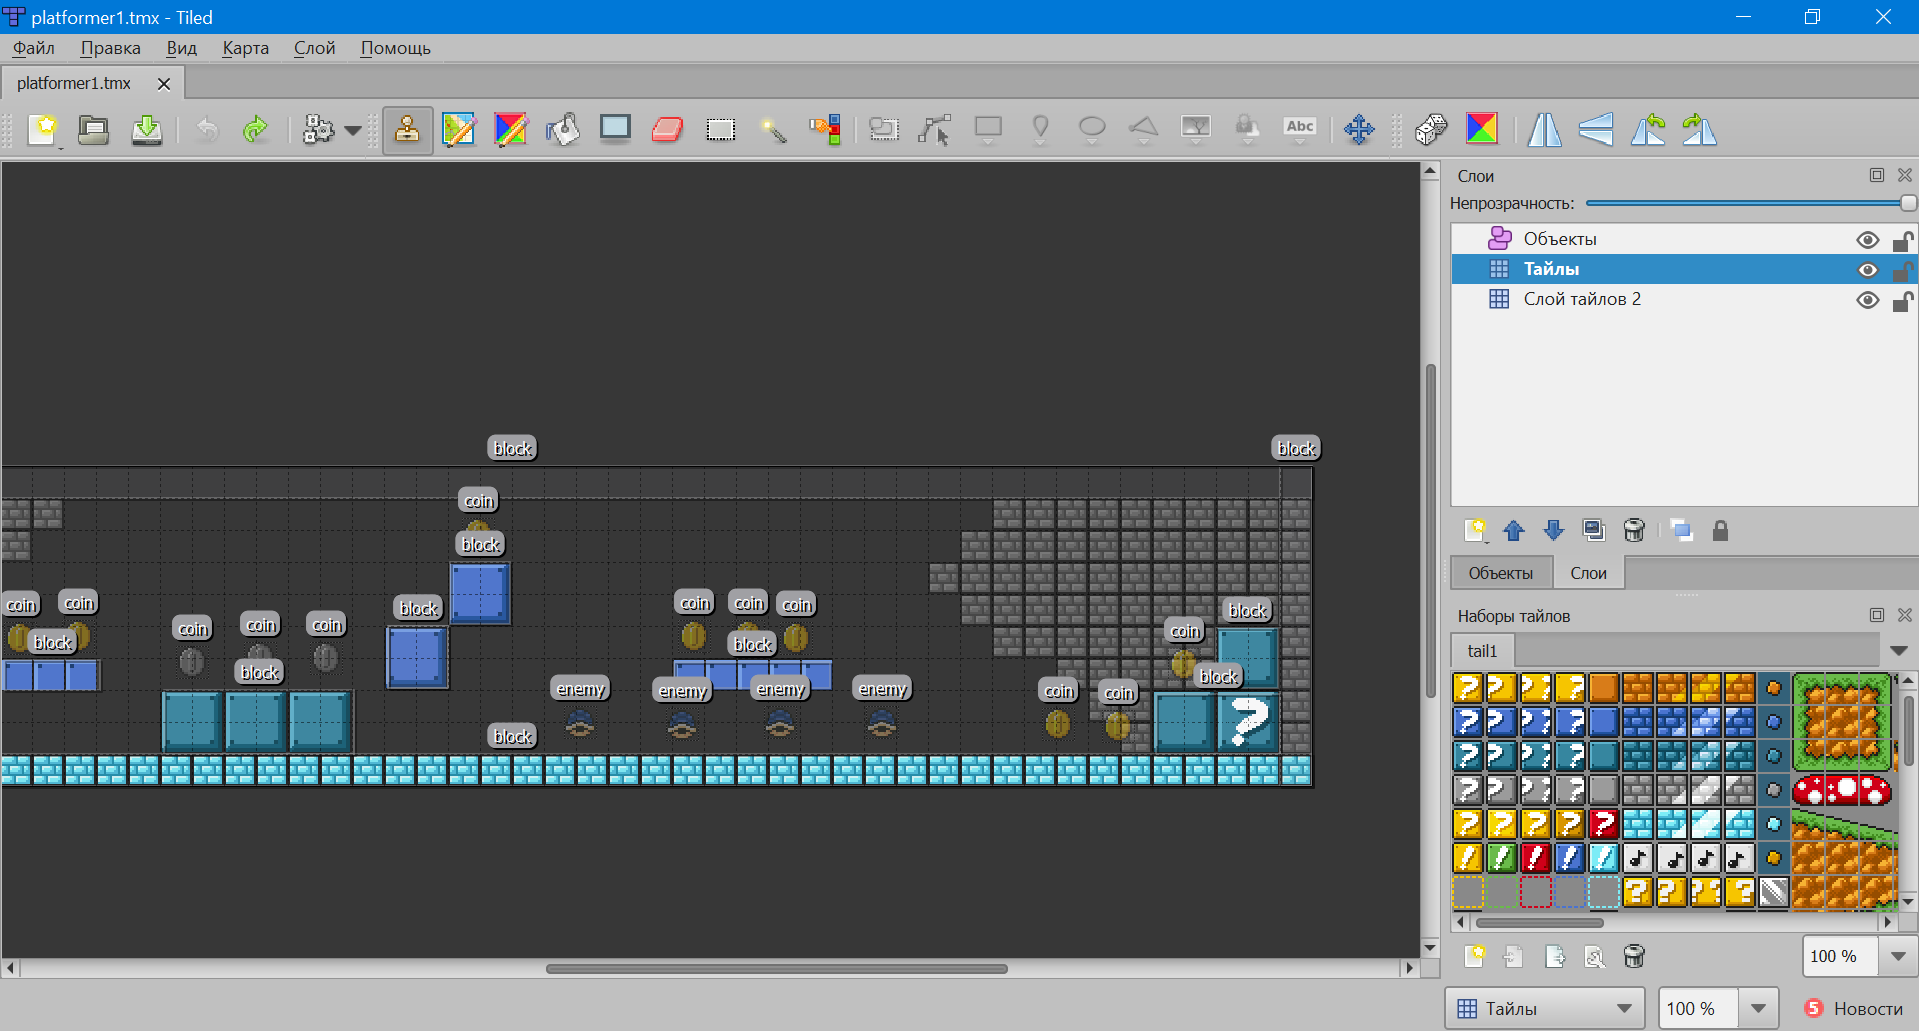 platformer1.tmx - Tiled
Файл Правка Вид Карта Слой Помощь
platformer1.tmx
Abc
Слои
Непрозрачность:
Объекты
Тайлы
Слой тайлов 2
block block
coin
block
coin coin coin coin coin block coin coin coin block
block coin block block coin
block enemy enemy enemy enemy coin coin block
block
Объекты Слои
Наборы тайлов
tail1
100 %
Тайлы 100 % 5 Новости